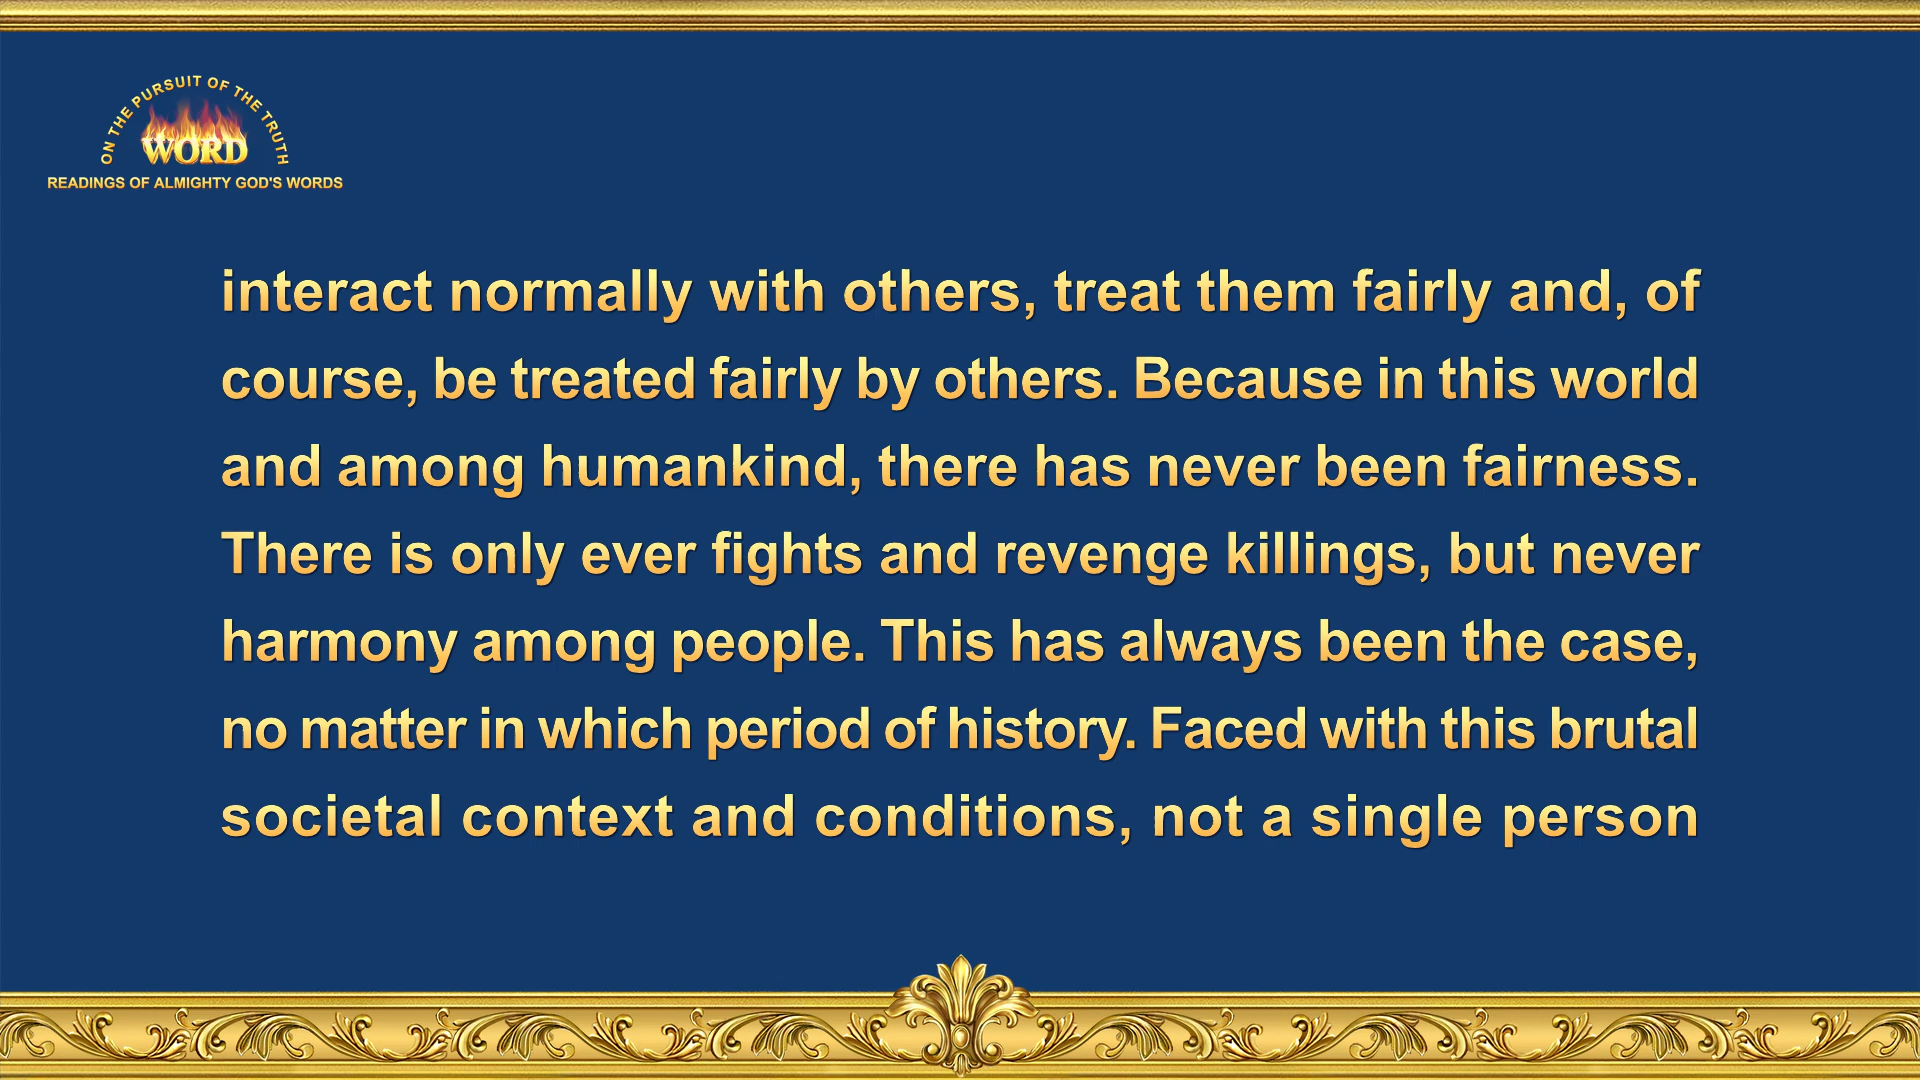 ON THE PURSUIT OF THE TRUTH
WORD
READINGS OF ALMIGHTY GOD'S WORDS
interact normally with others, treat them fairly and, of
course, be treated fairly by others. Because in this world
and among humankind, there has never been fairness.
There is only ever fights and revenge killings, but never
harmony among people. This has always been the case,
no matter in which period of history. Faced with this brutal
societal context and conditions, not a single person